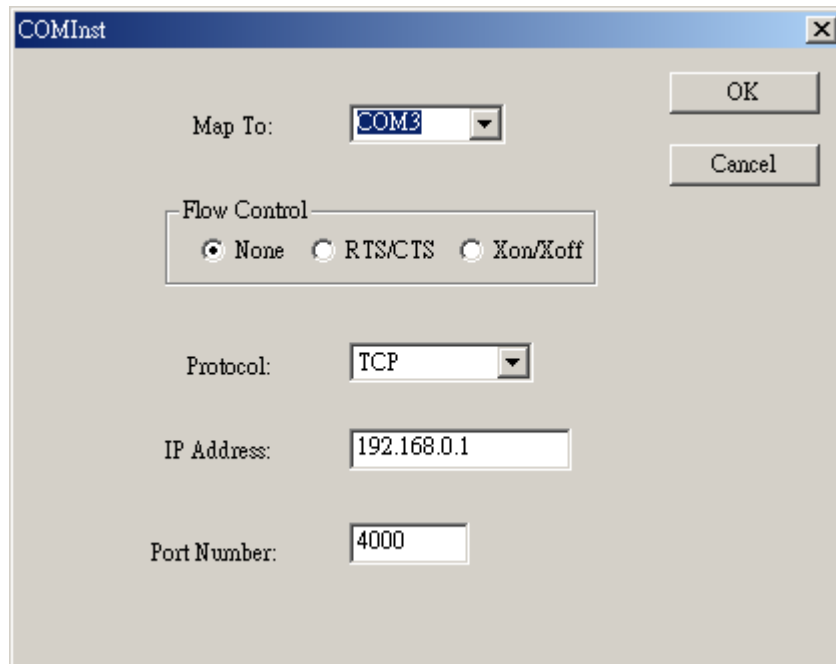 COMInst
OK
Map To: COM3
Cancel
Flow Control
None RTS/CTS Xon/Xoff
Protocol: TCP
IP Address: 192.168.0.1
Port Number: 4000